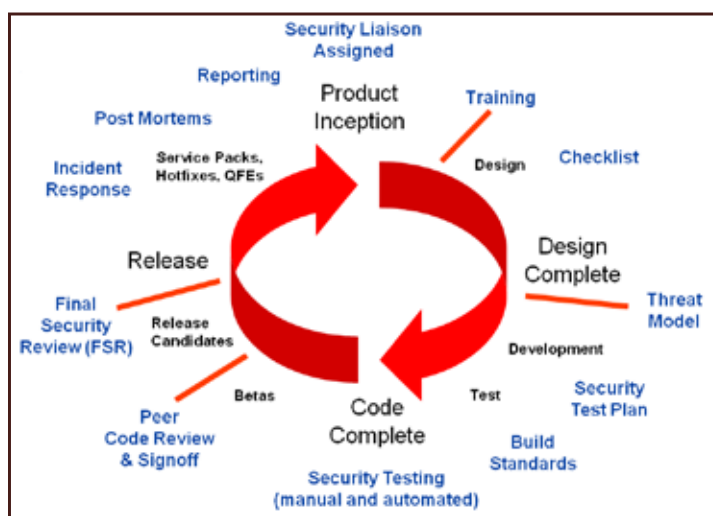 Security Liaison
Assigned
Reporting
Product
Inception
Training
Post Mortems
Service Packs,
Hotfixes, QFEs
Design
Checklist
Incident
Response
Release
Design
Complete
Final
Security
Review (FSR)
Release
Candidates
Threat
Model
Development
Betas
Test
Security
Test Plan
Peer
Code Review
& Signoff
Code
Complete
Build
Standards
Security Testing
(manual and automated)